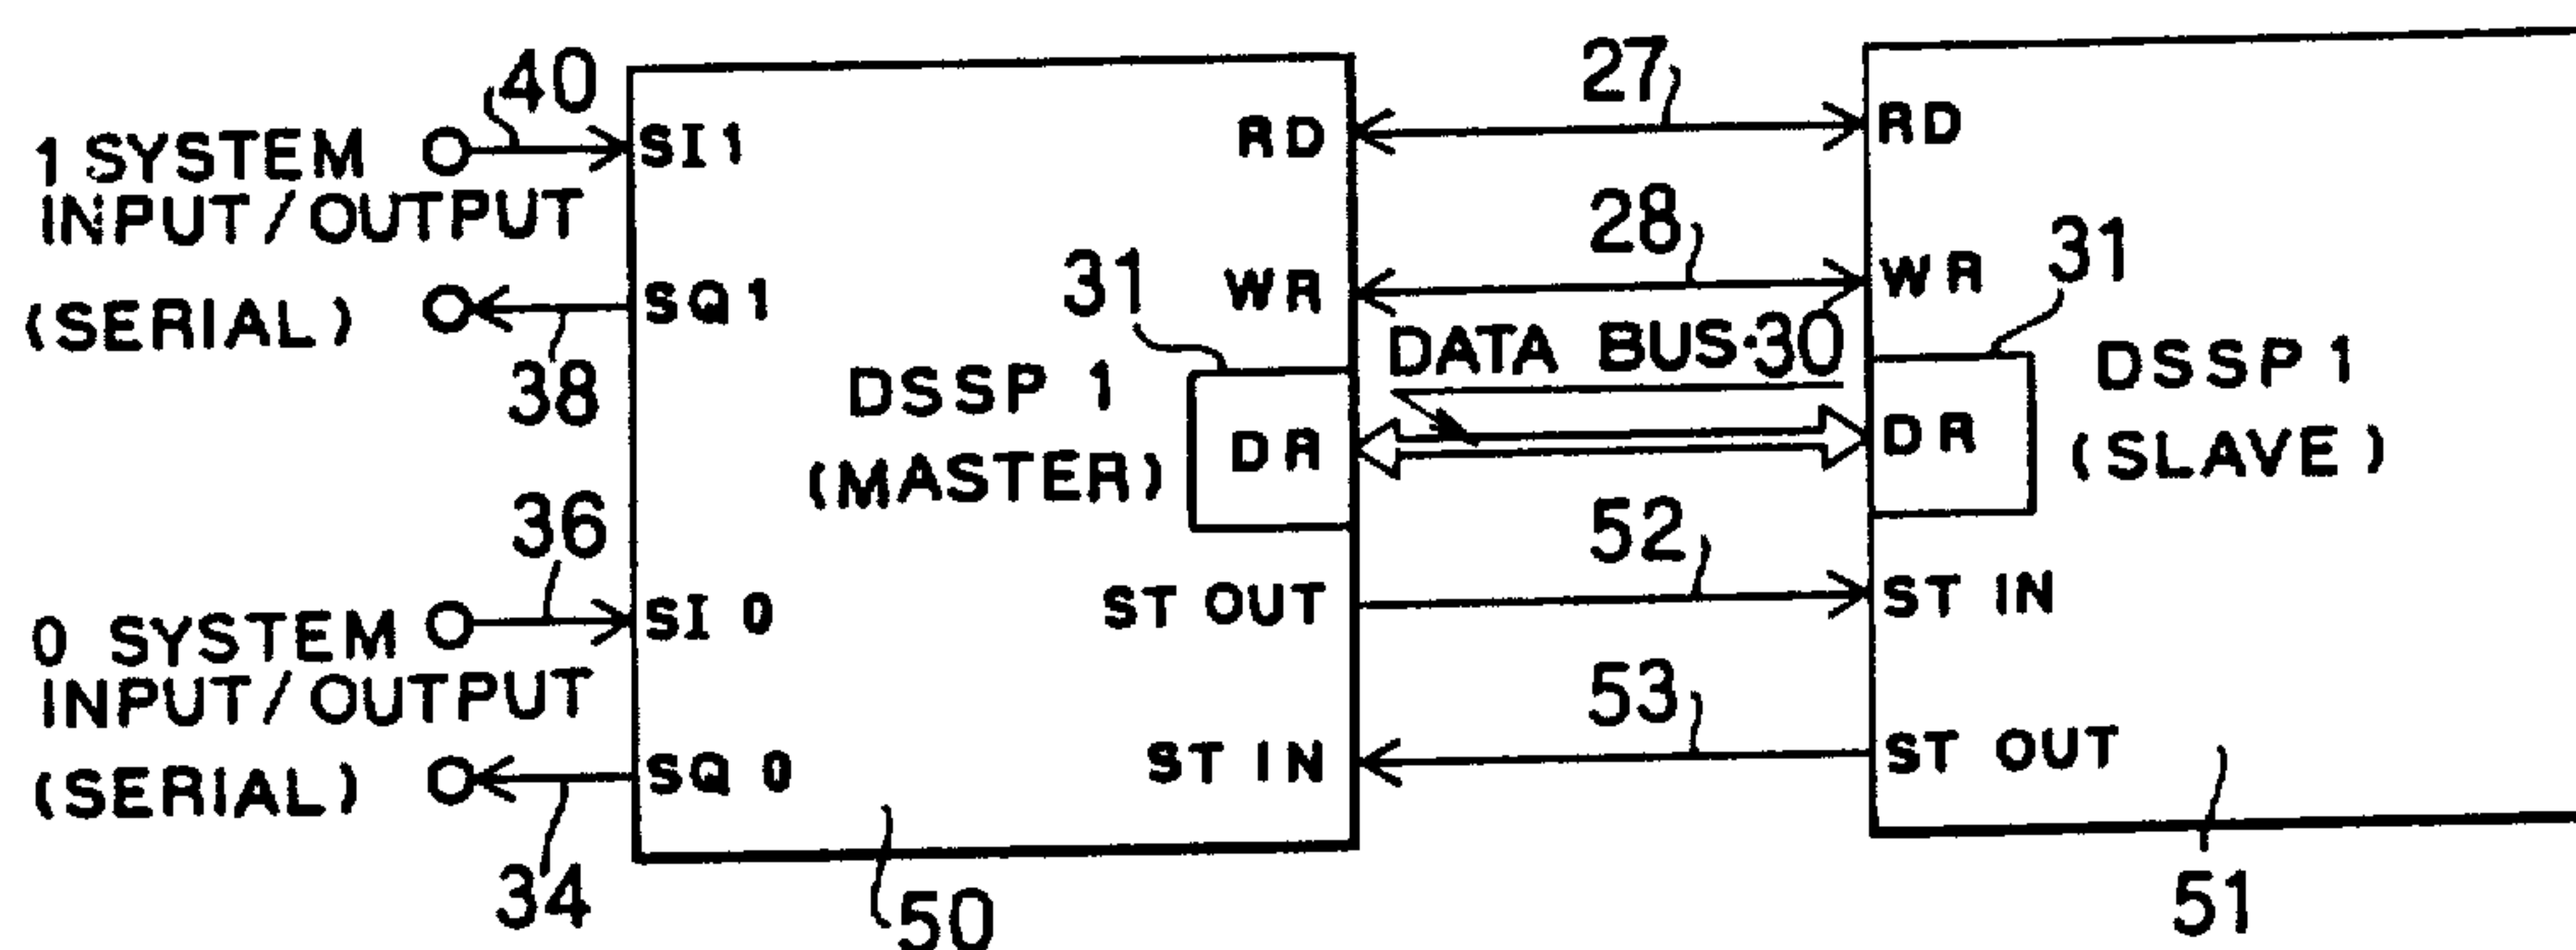 40
1 SYSTEM
INPUT/OUTPUT
(SERIAL)
38
36
0 SYSTEM
INPUT/OUTPUT
(SERIAL)
34
SI1
SQ1
SI 0
SQ 0
DSSP 1
(MASTER)
50
RD
WR
31
DR
ST OUT
ST IN
27
28
DATA BUS·30
52
53
RD
WR
31
DR
ST IN
ST OUT
DSSP 1
(SLAVE)
51